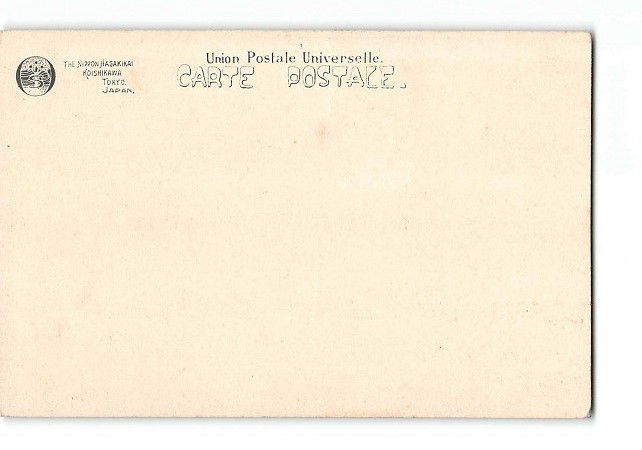 THE NIPPON HAGAKIKAI
KOISHIKAWA
TOKYO.
JAPAN.
Union Postale Universelle.
CARTE POSTALE.